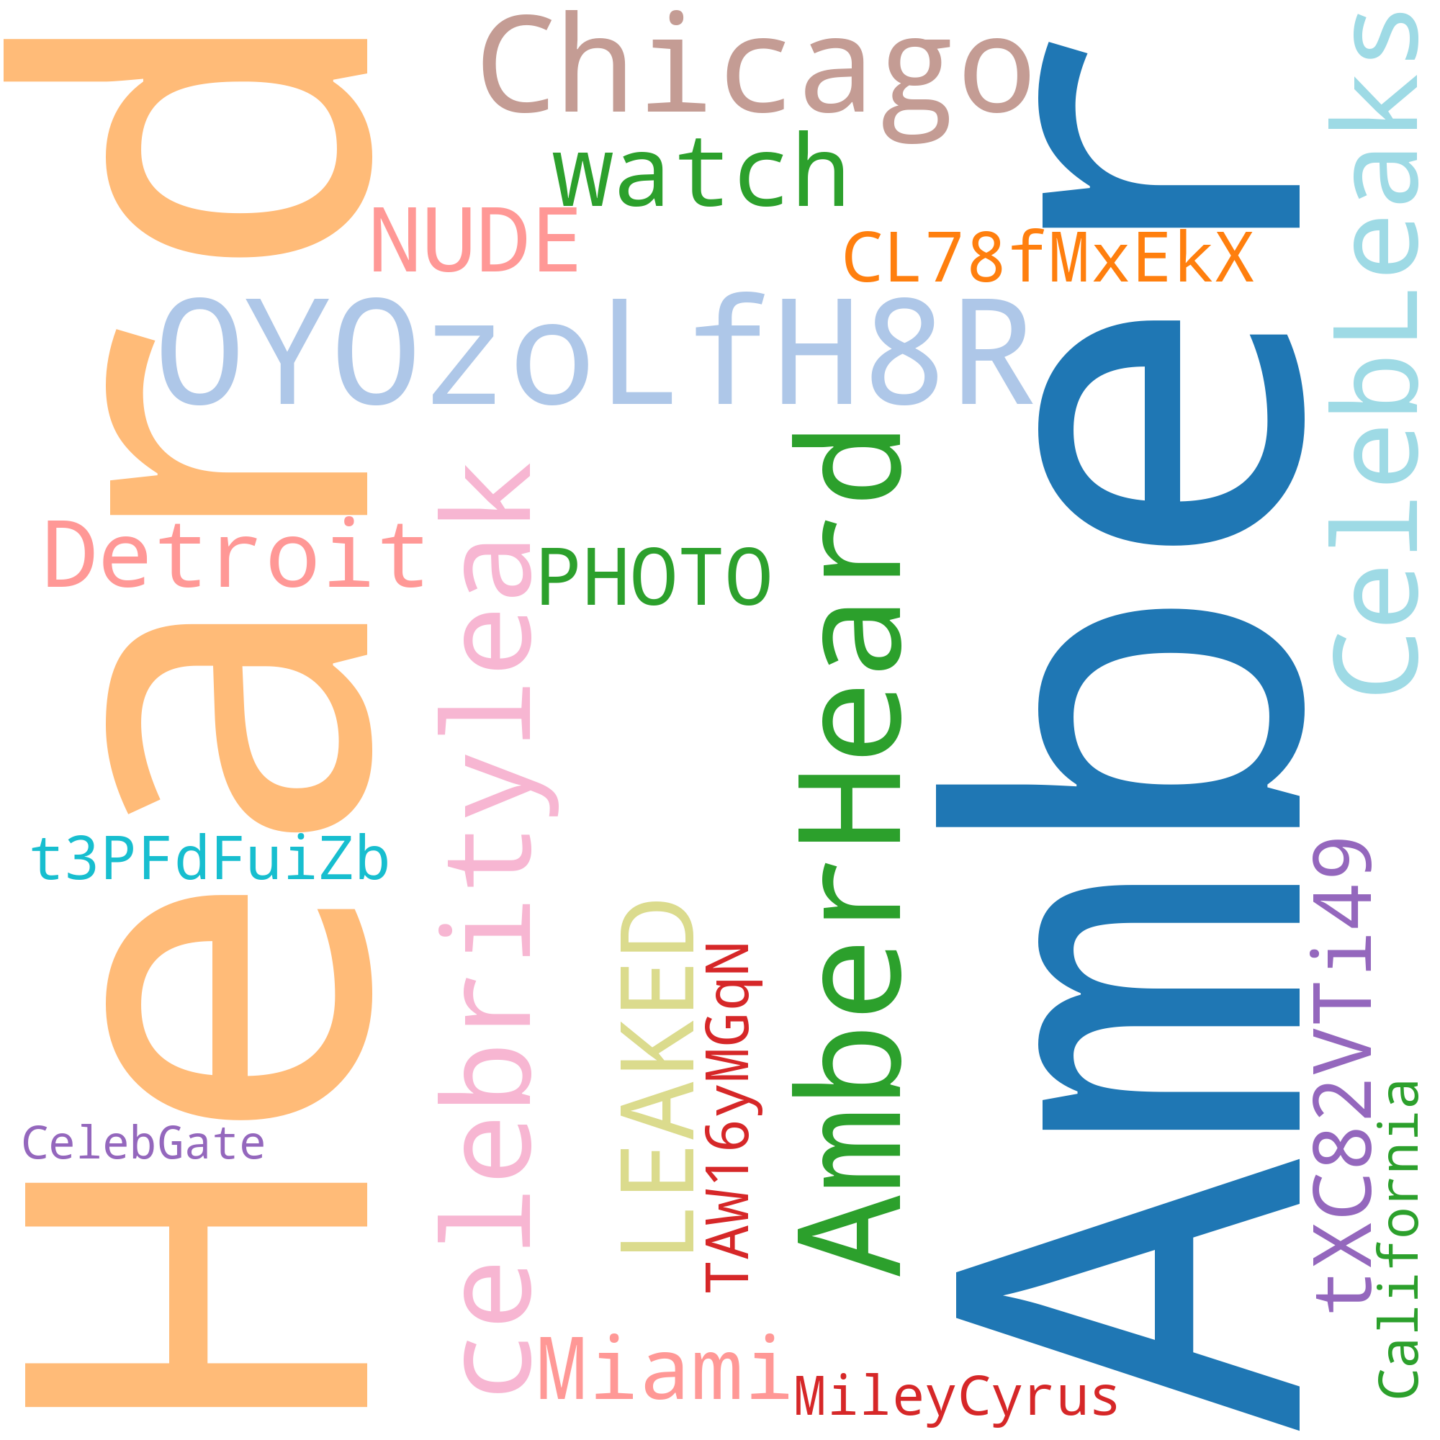 Heard
Chicago
watch
NUDE
CL78fMxEkX
OYOzoLfH8R
Amber
CelebLeaks
Detroit
celebrityleak
PHOTO
AmberHeard
t3PFdFuiZb
LEAKED
TAW16yMGqN
tXC82VTi49
California
CelebGate
Miami
MileyCyrus